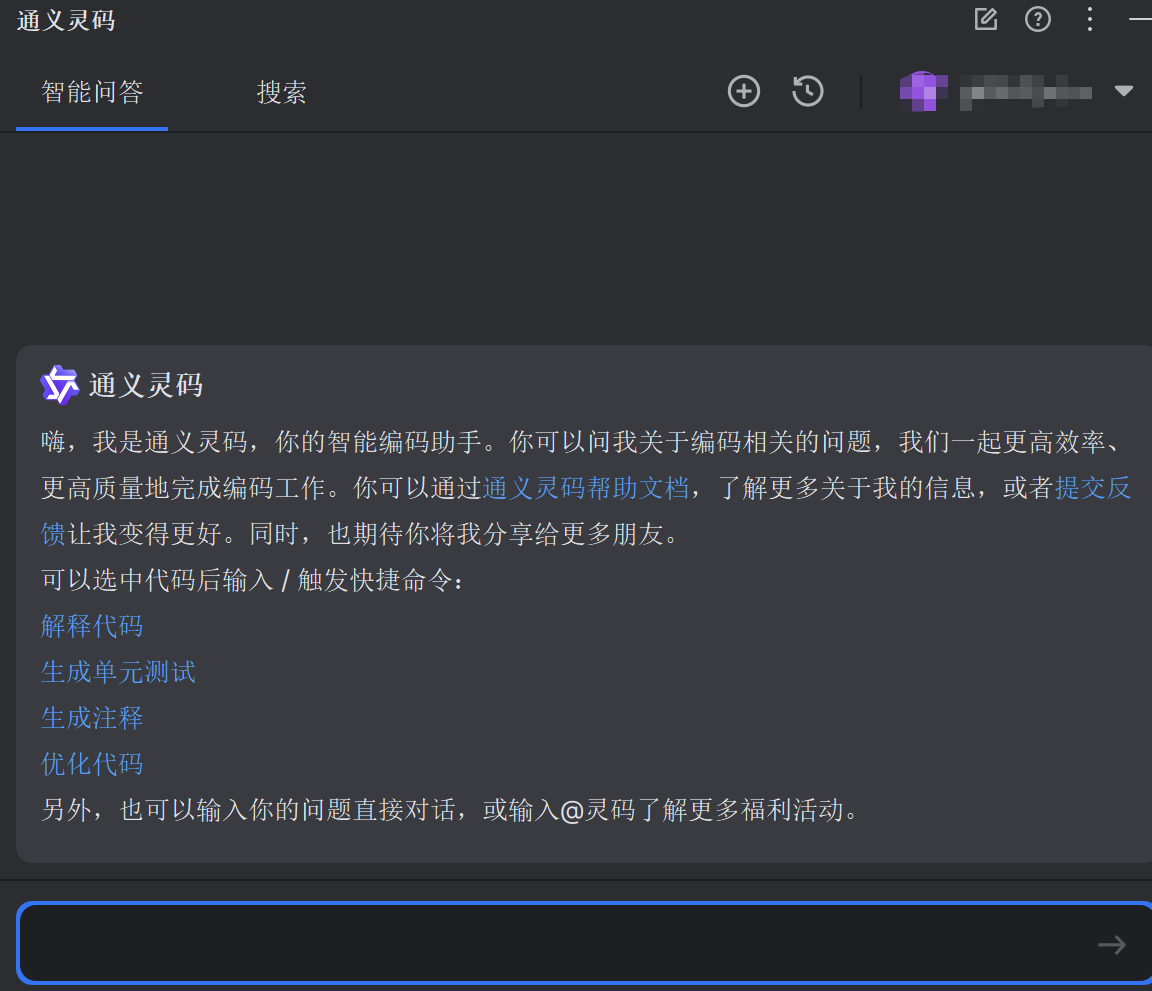 通义灵码
智能问答
搜索
通义灵码
嗨，我是通义灵码，你的智能编码助手。你可以问我关于编码相关的问题，我们一起更高效率、
更高质量地完成编码工作。你可以通过通义灵码帮助文档，了解更多关于我的信息，或者提交反
馈让我变得更好。同时，也期待你将我分享给更多朋友。
可以选中代码后输入 / 触发快捷命令：
解释代码
生成单元测试
生成注释
优化代码
另外，也可以输入你的问题直接对话，或输入@灵码了解更多福利活动。